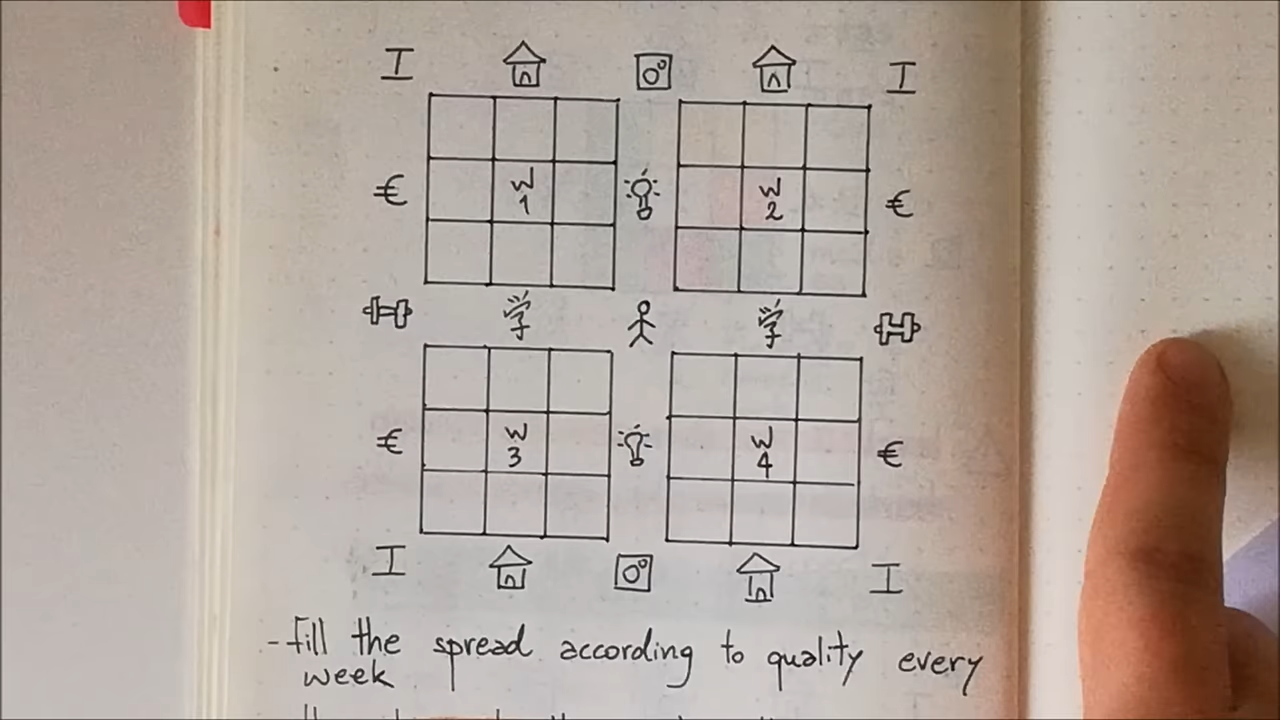 I I
€ W € 
1 2
学 学
€ W W €
3 4
I I
- fill the spread according to quality every
week